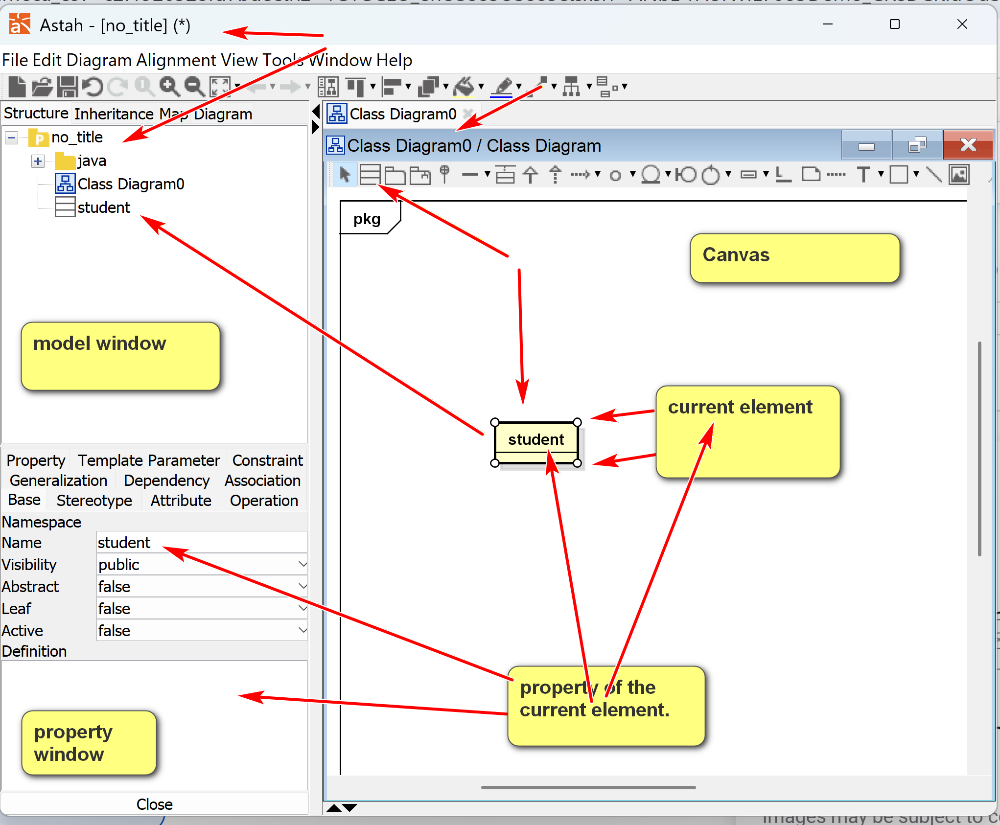 Astah - [no_title] (*)
File Edit Diagram Alignment View Tools Window Help
Structure Inheritance Map Diagram
no_title
java
Class Diagram0
student
model window
Property Template Parameter Constraint
Generalization Dependency Association
Base Stereotype Attribute Operation
Namespace
Name student
Visibility public
Abstract false
Leaf false
Active false
Definition
property
window
Close
Class Diagram0
Class Diagram0 / Class Diagram
pkg
Canvas
current element
student
property of the
current element.
Images may be subject to